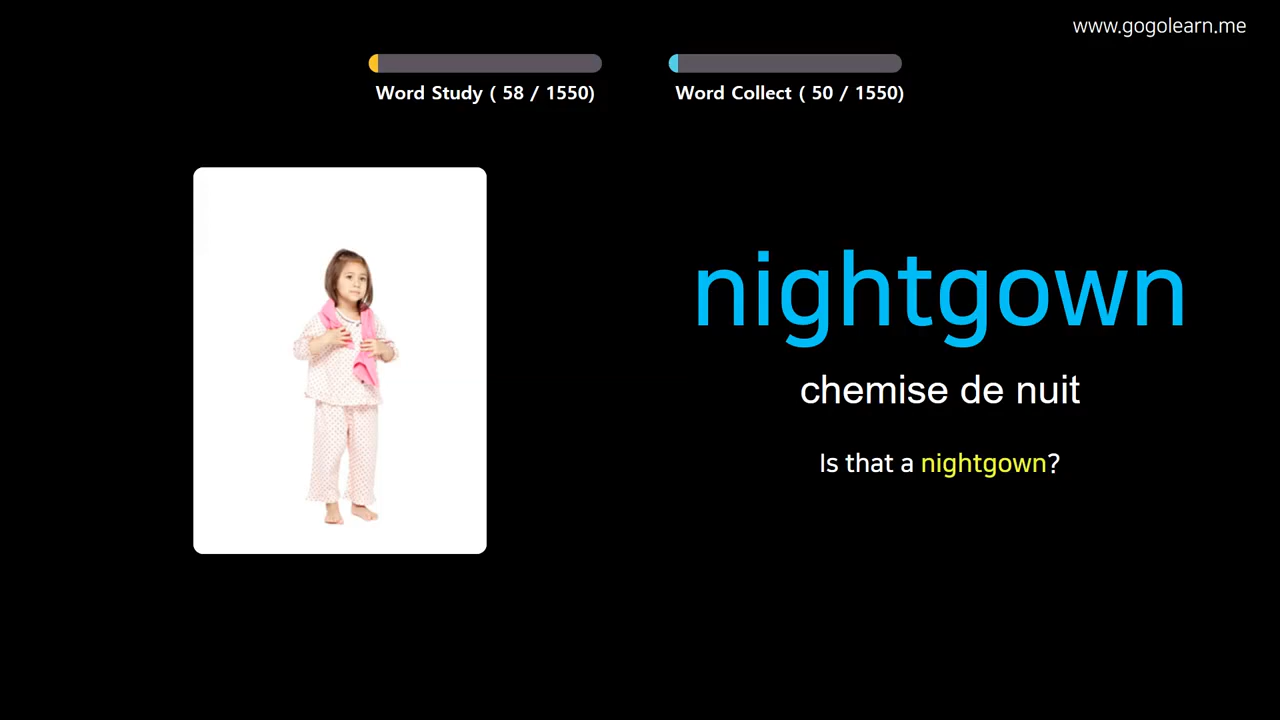 www.gogolearn.me
Word Study ( 58 / 1550)
Word Collect ( 50 / 1550)
nightgown
chemise de nuit
Is that a nightgown?